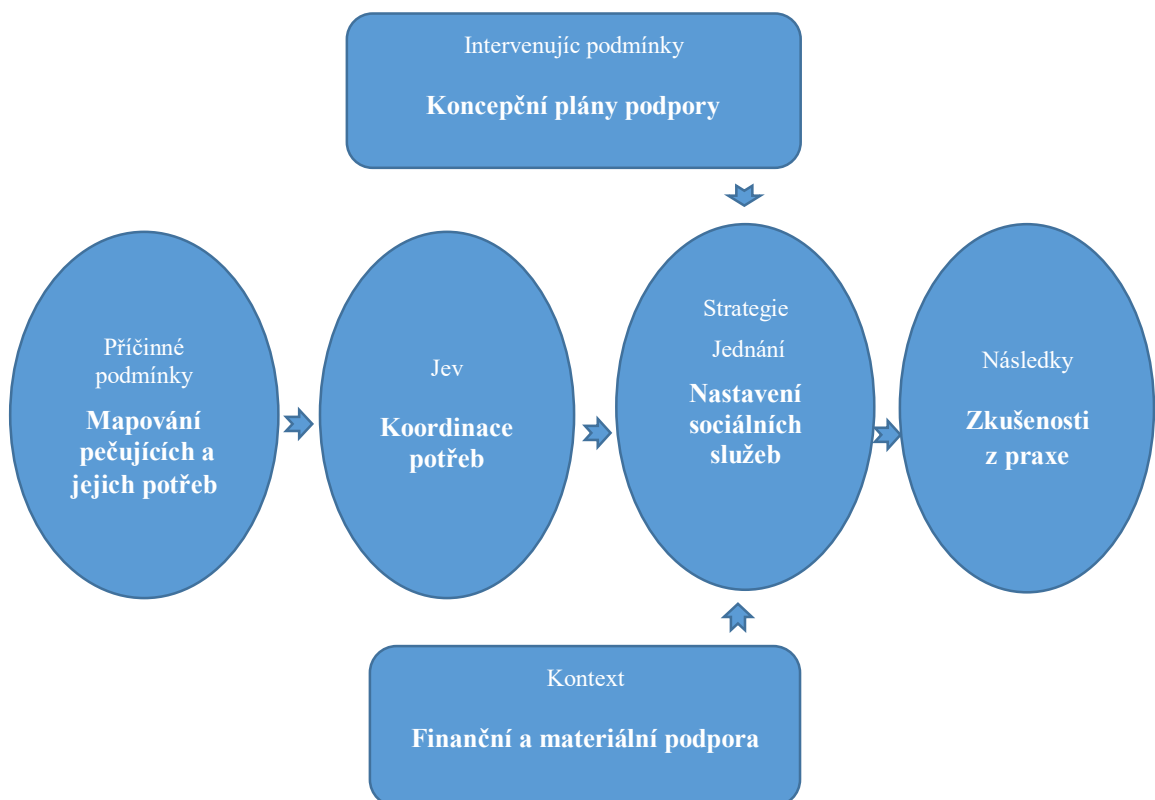 Intervenujíc podmínky
Koncepční plány podpory
Příčinné
podmínky
Mapování
pečujících a
jejich potřeb
Jev
Koordinace
potřeb
Strategie
Jednání
Nastavení
sociálních
služeb
Následky
Zkušenosti
z praxe
Kontext
Finanční a materiální podpora